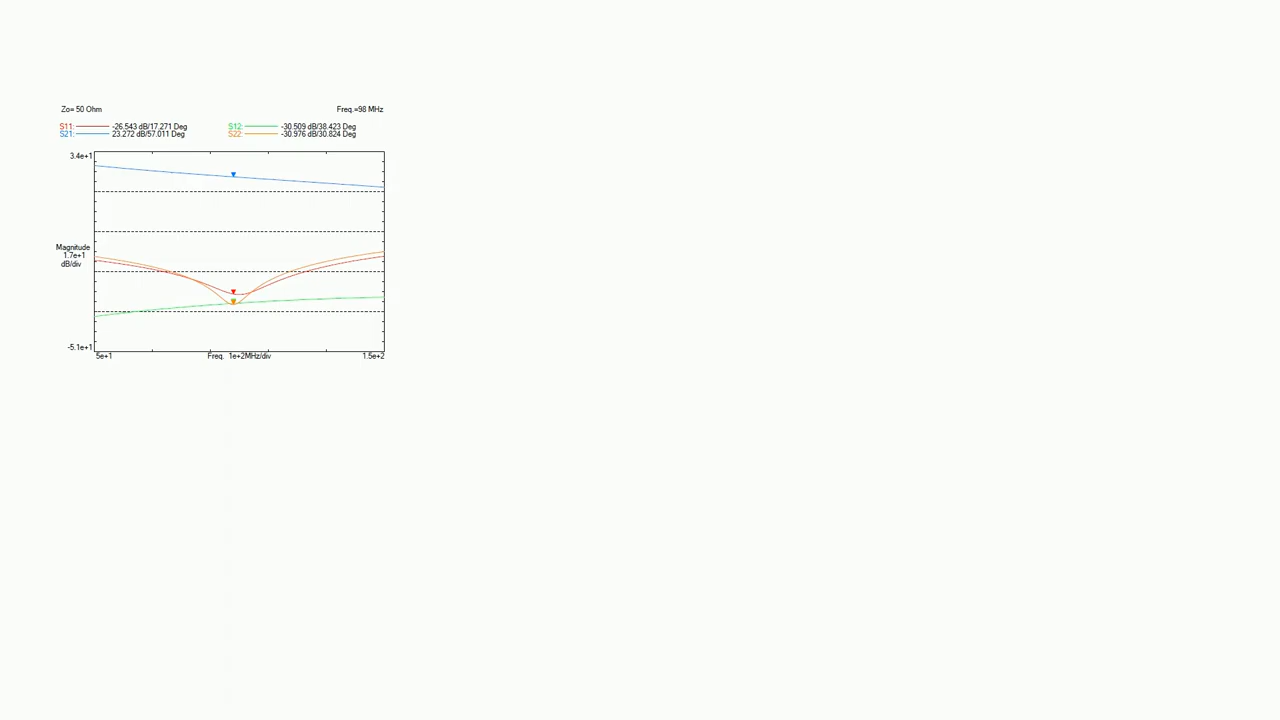 Zo= 50 Ohm Freq.=98 MHz
S11: -26.543 dB/17.271 Deg S12: -30.509 dB/38.423 Deg
S21: 23.272 dB/57.011 Deg S22: -30.976 dB/30.824 Deg
3.4e+1
Magnitude
1.7e+1
dB/div
-5.1e+1
5e+1 Freq. 1e+2MHz/div 1.5e+2